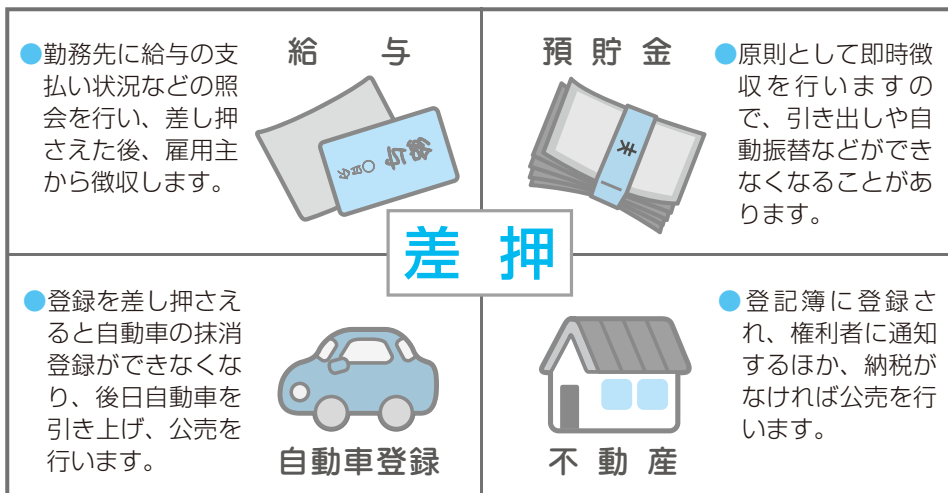 給与
●勤務先に給与の支
払い状況などの照
会を行い、差し押
さえた後、雇用主
から徴収します。
給与
○月分
預貯金
●原則として即時徴
収を行いますの
で、引き出しや自
動振替などができ
なくなることがあ
ります。
差押
●登録を差し押さえ
ると自動車の抹消
登録ができなくな
り、後日自動車を
引き上げ、公売を
行います。
自動車登録
●登記簿に登録さ
れ、権利者に通知
するほか、納税が
なければ公売を行
います。
不動産